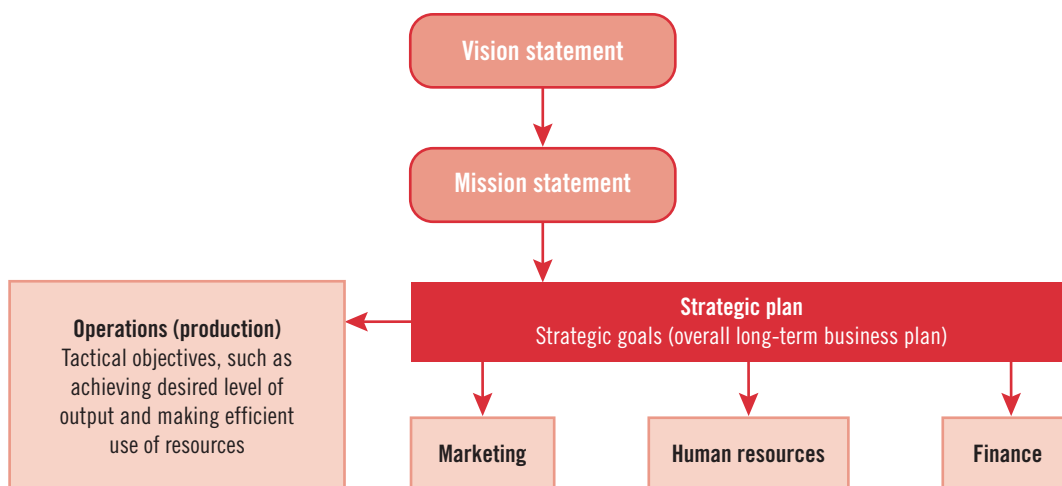 Vision statement
Mission statement
Strategic plan
Strategic goals (overall long-term business plan)
Operations (production)
Tactical objectives, such as
achieving desired level of
output and making efficient
use of resources
Marketing
Human resources
Finance